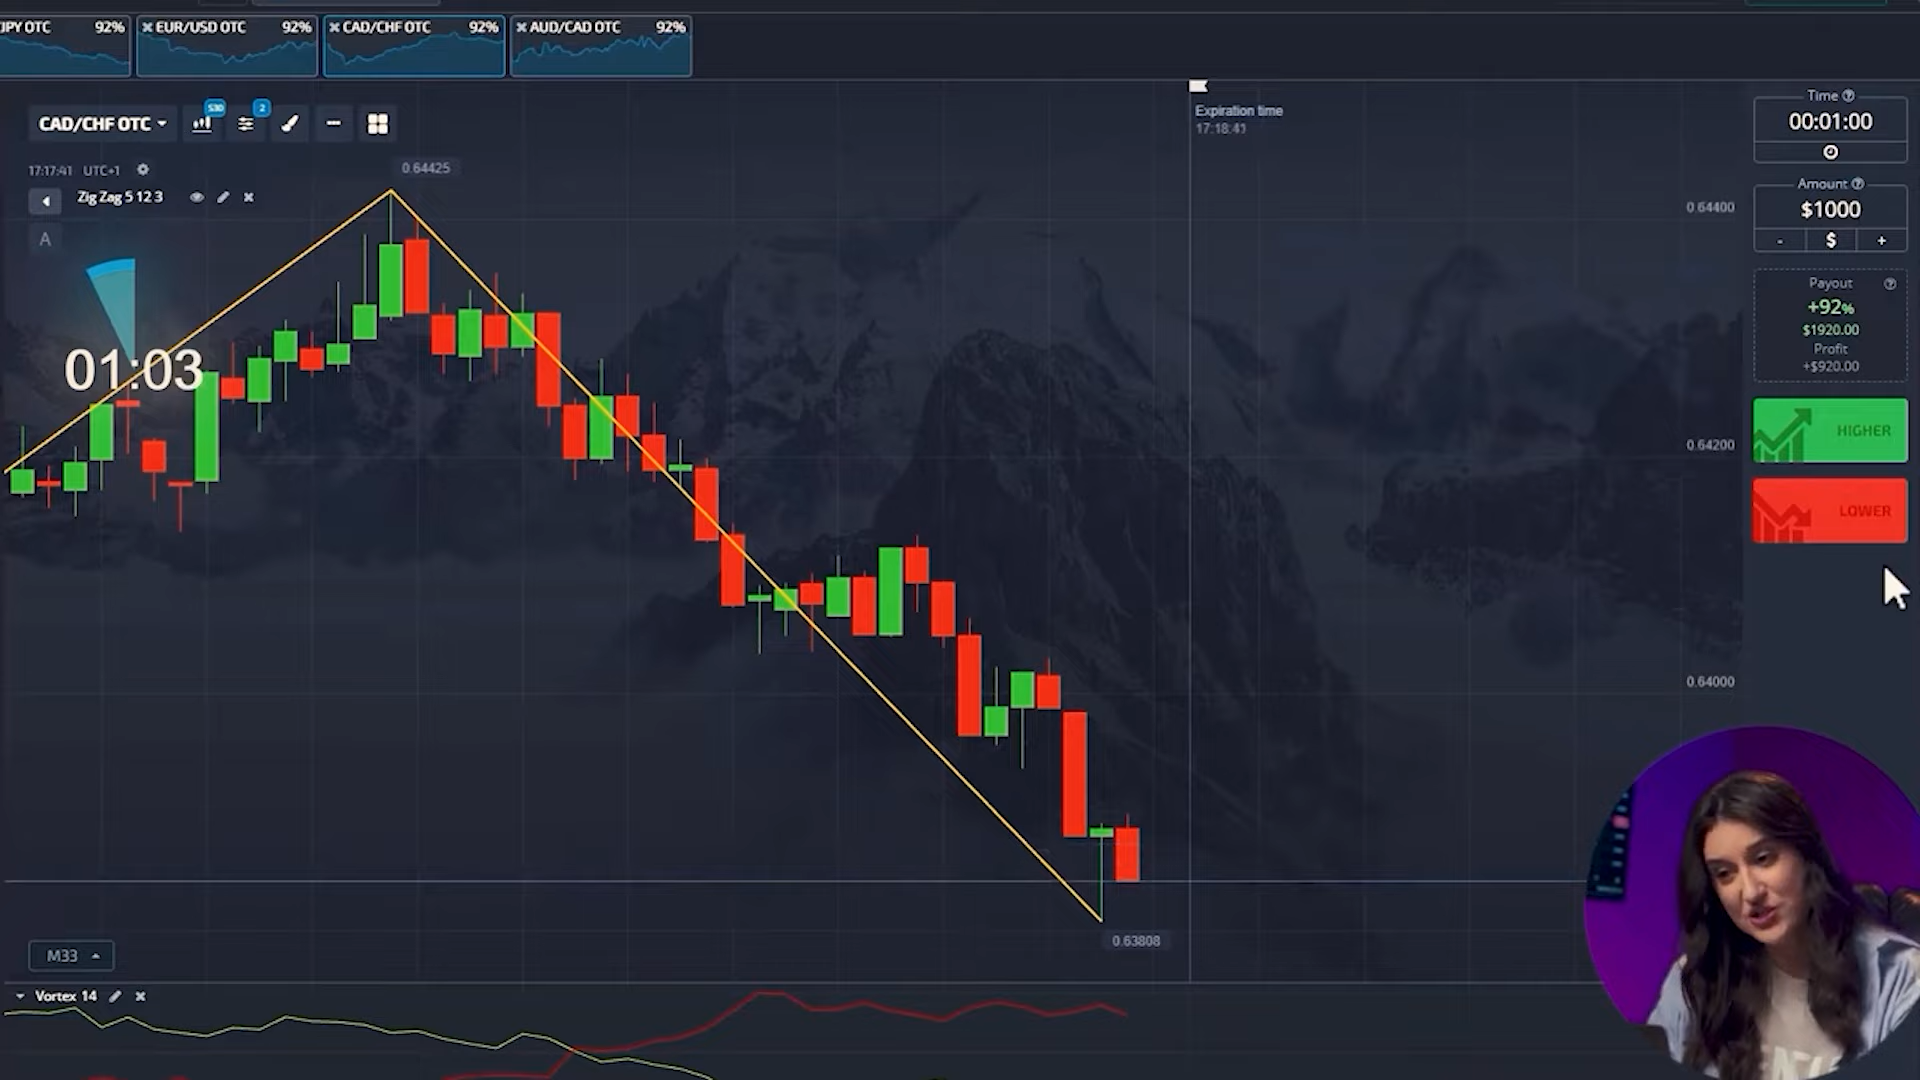 JPY OTC 92%
EUR/USD OTC 92%
CAD/CHF OTC 92%
AUD/CAD OTC 92%
CAD/CHF OTC
S30
2
Expiration time
17:18:41
Time
00:01:00
17:17:41 UTC+1
0.64425
Zig Zag 5 12 3
A
Amount
$1000
- $ +
0.64400
Payout
+92%
$1920.00
Profit
+$920.00
01:03
HIGHER
0.64200
LOWER
0.64000
0.63808
M33
Vortex 14